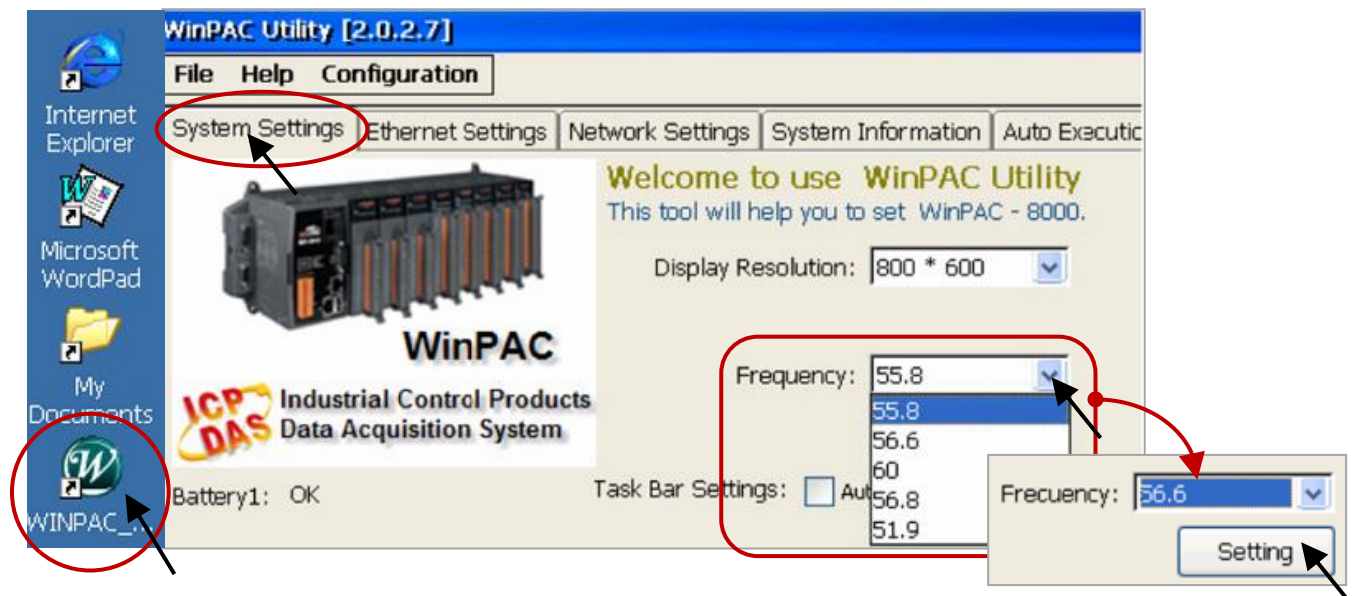 Internet
Explorer
Microsoft
WordPad
My
Documents
WINPAC_...
WinPAC Utility [2.0.2.7]
File Help Configuration
System Settings Ethernet Settings Network Settings System Information Auto Executio
Welcome to use WinPAC Utility
This tool will help you to set WinPAC - 8000.
Display Resolution: 800 * 600
WinPAC
ICP DAS
Industrial Control Products
Data Acquisition System
Frequency: 55.8
55.8
56.6
60
56.8
51.9
Battery1: OK
Task Bar Settings: Aut
Frecuency: 56.6
Setting